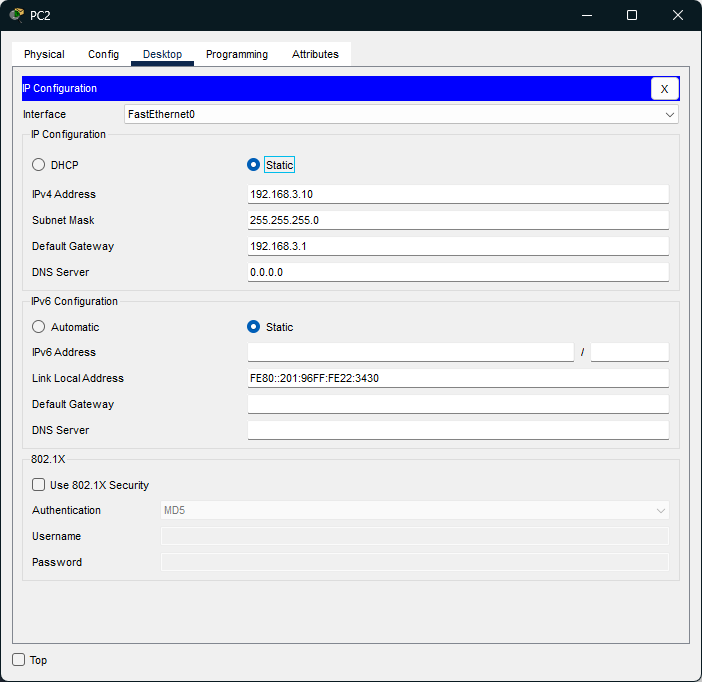 PC2
Physical Config Desktop Programming Attributes
IP Configuration X
Interface FastEthernet0
IP Configuration
DHCP Static
IPv4 Address 192.168.3.10
Subnet Mask 255.255.255.0
Default Gateway 192.168.3.1
DNS Server 0.0.0.0
IPv6 Configuration
Automatic Static
IPv6 Address /
Link Local Address FE80::201:96FF:FE22:3430
Default Gateway
DNS Server
802.1X
Use 802.1X Security
Authentication MD5
Username
Password
Top